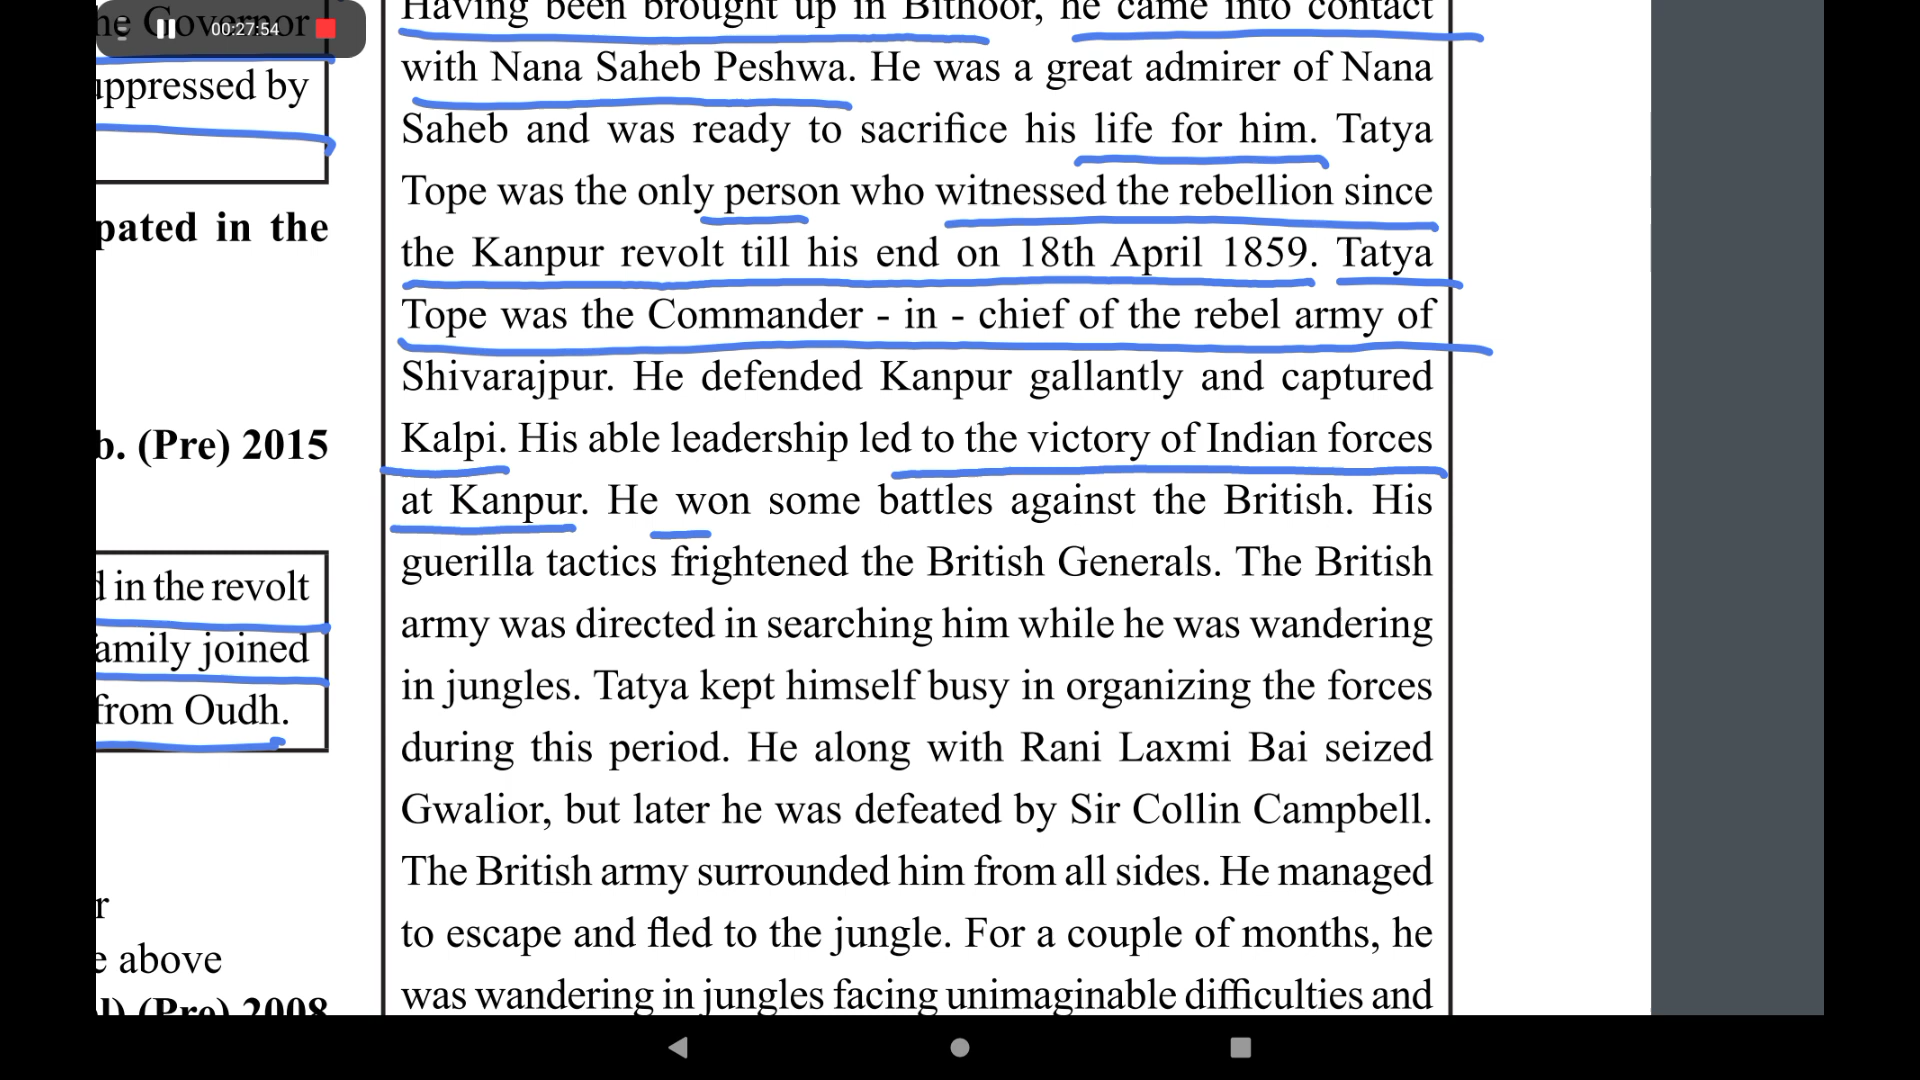 he Governor
00:27:54
uppressed by
pated in the
b. (Pre) 2015
d in the revolt
amily joined
from Oudh.
r
e above
l) (Pre) 2008
Having been brought up in Bithoor, he came into contact
with Nana Saheb Peshwa. He was a great admirer of Nana
Saheb and was ready to sacrifice his life for him. Tatya
Tope was the only person who witnessed the rebellion since
the Kanpur revolt till his end on 18th April 1859. Tatya
Tope was the Commander - in - chief of the rebel army of
Shivarajpur. He defended Kanpur gallantly and captured
Kalpi. His able leadership led to the victory of Indian forces
at Kanpur. He won some battles against the British. His
guerilla tactics frightened the British Generals. The British
army was directed in searching him while he was wandering
in jungles. Tatya kept himself busy in organizing the forces
during this period. He along with Rani Laxmi Bai seized
Gwalior, but later he was defeated by Sir Collin Campbell.
The British army surrounded him from all sides. He managed
to escape and fled to the jungle. For a couple of months, he
was wandering in jungles facing unimaginable difficulties and